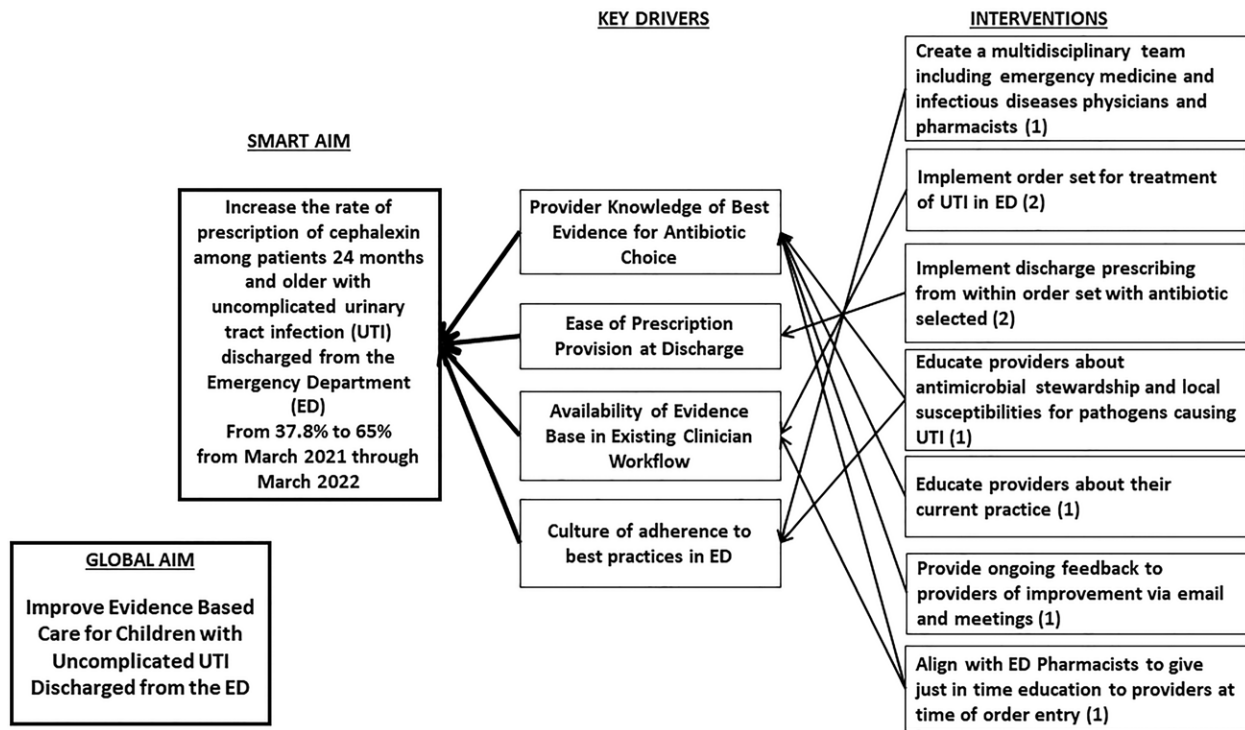 KEY DRIVERS
INTERVENTIONS
SMART AIM
Increase the rate of
prescription of cephalexin
among patients 24 months
and older with
uncomplicated urinary
tract infection (UTI)
discharged from the
Emergency Department
(ED)
From 37.8% to 65%
from March 2021 through
March 2022
GLOBAL AIM
Improve Evidence Based
Care for Children with
Uncomplicated UTI
Discharged from the ED
Provider Knowledge of Best
Evidence for Antibiotic
Choice
Ease of Prescription
Provision at Discharge
Availability of Evidence
Base in Existing Clinician
Workflow
Culture of adherence to
best practices in ED
Create a multidisciplinary team
including emergency medicine and
infectious diseases physicians and
pharmacists (1)
Implement order set for treatment
of UTI in ED (2)
Implement discharge prescribing
from within order set with antibiotic
selected (2)
Educate providers about
antimicrobial stewardship and local
susceptibilities for pathogens causing
UTI (1)
Educate providers about their
current practice (1)
Provide ongoing feedback to
providers of improvement via email
and meetings (1)
Align with ED Pharmacists to give
just in time education to providers at
time of order entry (1)